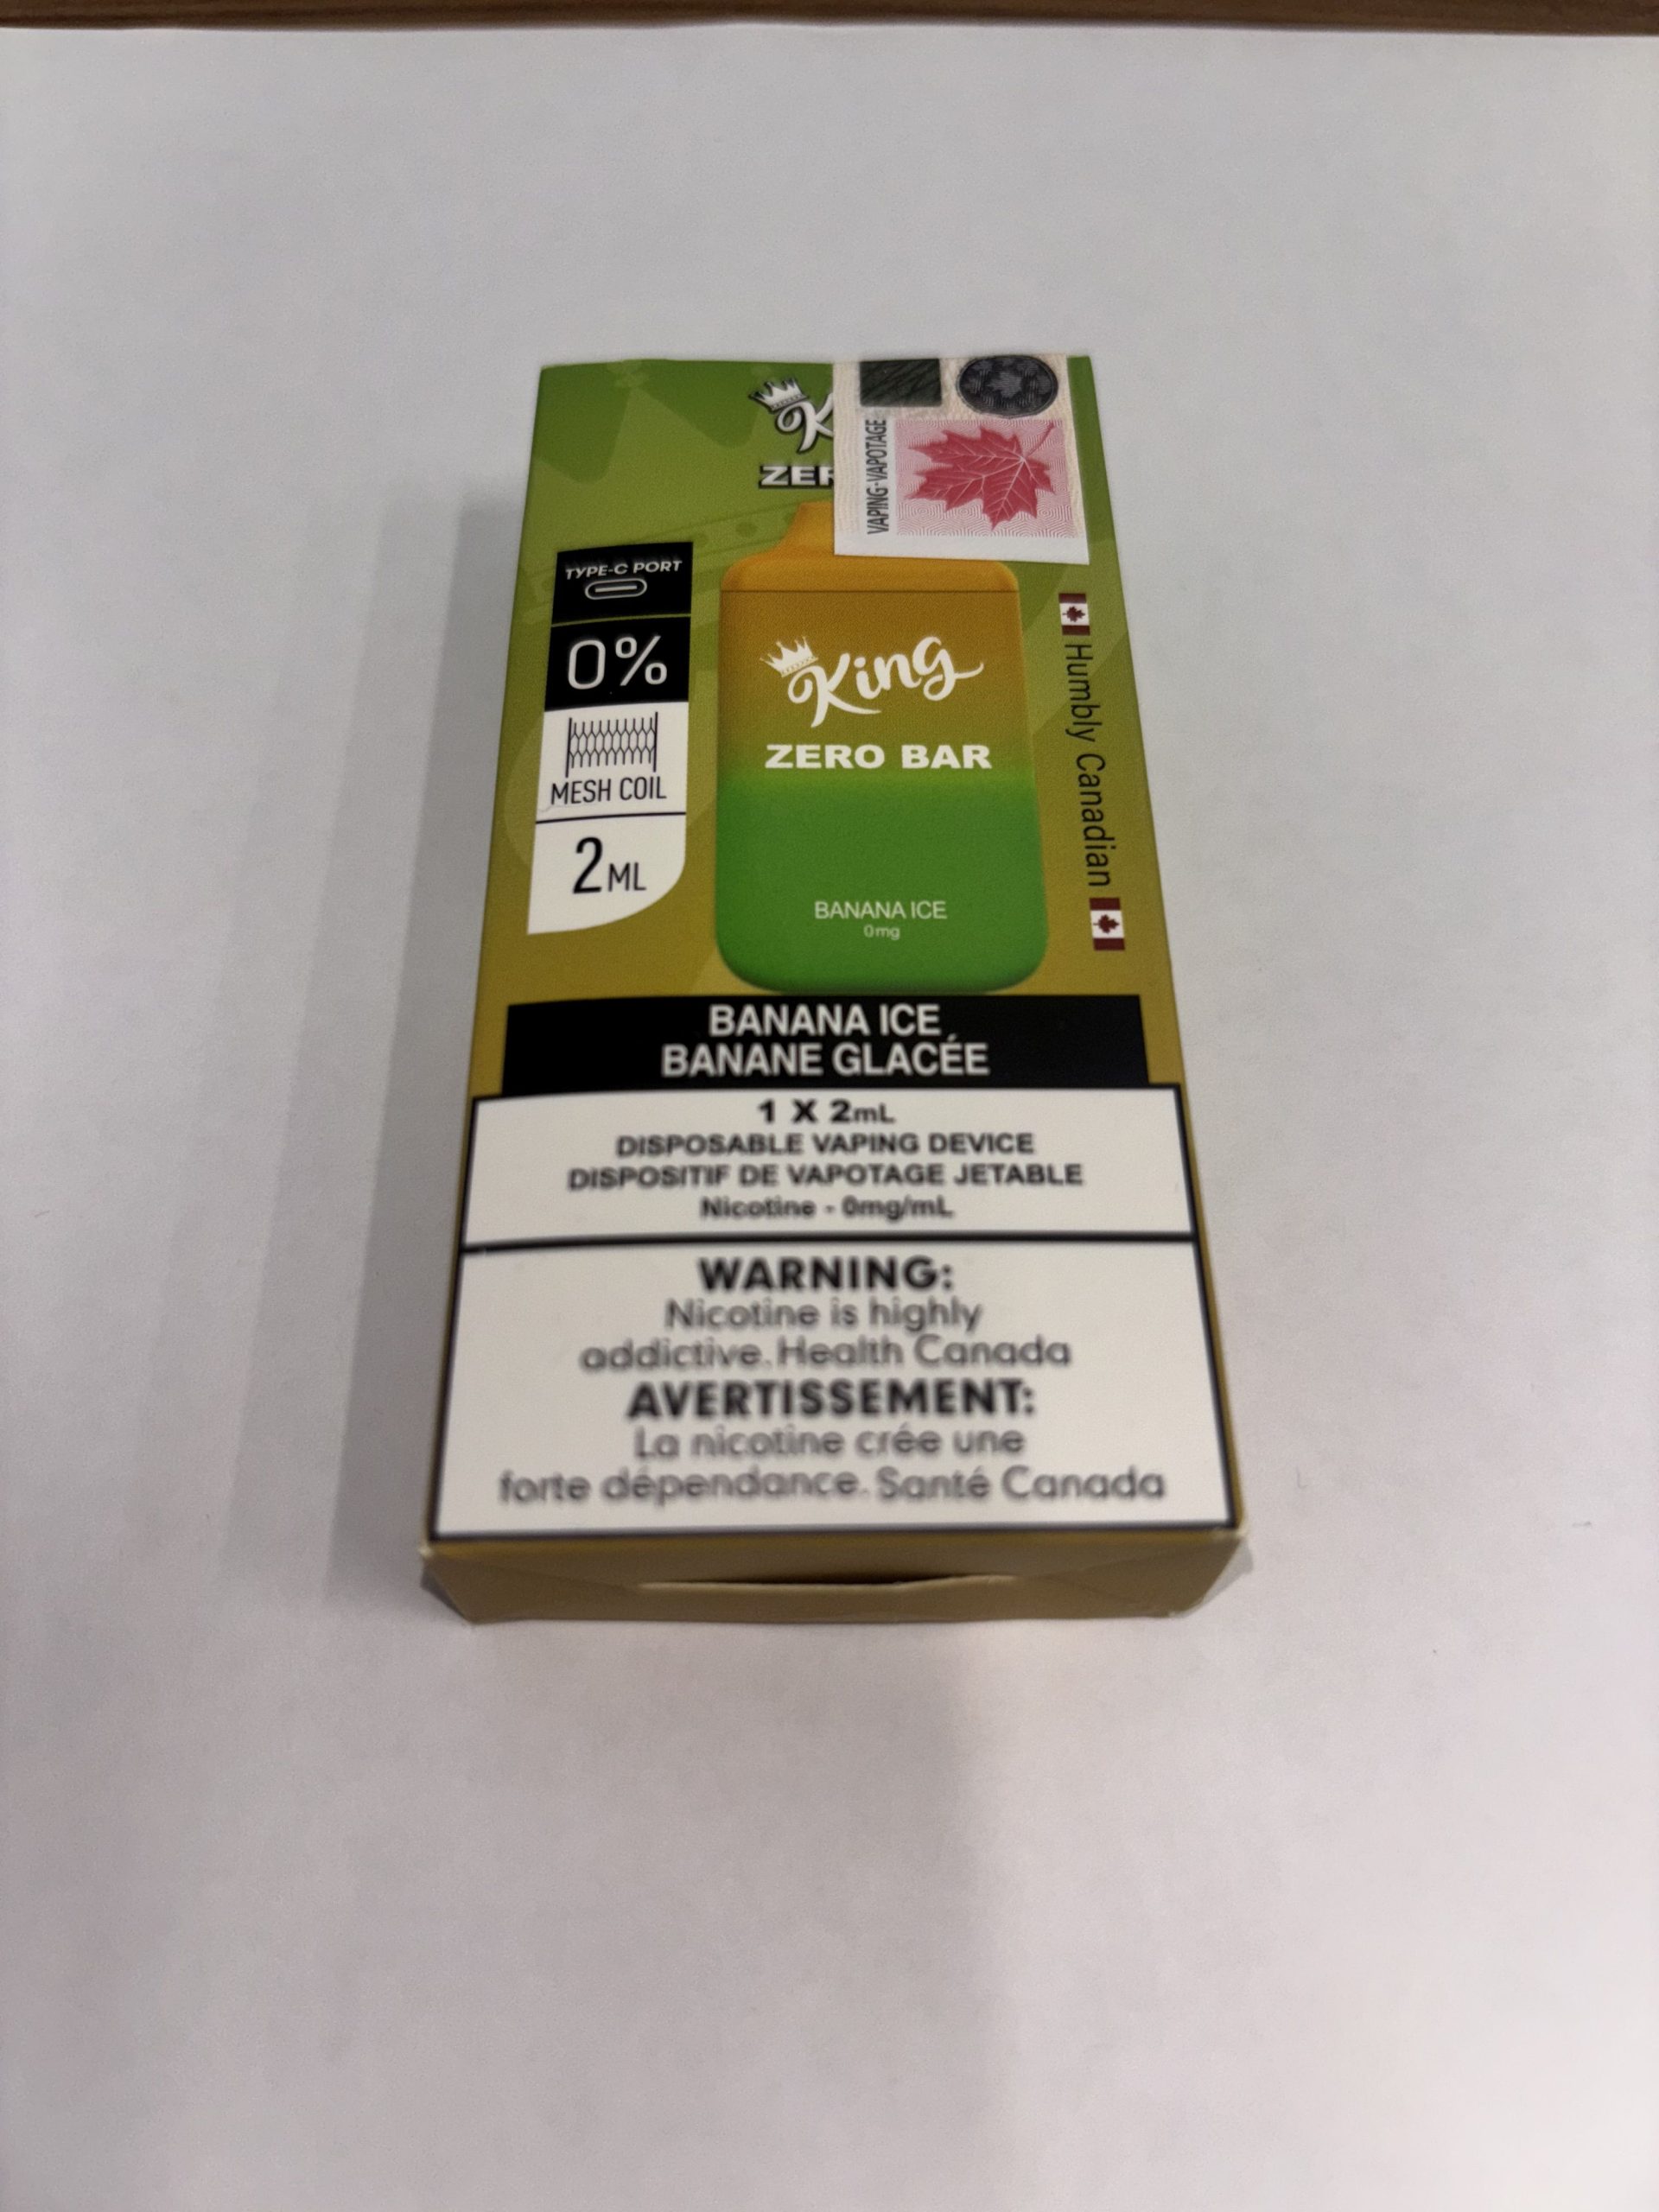 K
ZER
VAPING-VAPOTAGE
TYPE-C PORT
0%
MESH COIL
2ML
King
ZERO BAR
BANANA ICE
0mg
Humbly Canadian
BANANA ICE
BANANE GLACÉE
1 X 2mL
DISPOSABLE VAPING DEVICE
DISPOSITIF DE VAPOTAGE JETABLE
Nicotine - 0mg/mL
WARNING:
Nicotine is highly
addictive. Health Canada
AVERTISSEMENT:
La nicotine crée une
forte dépendance. Santé Canada